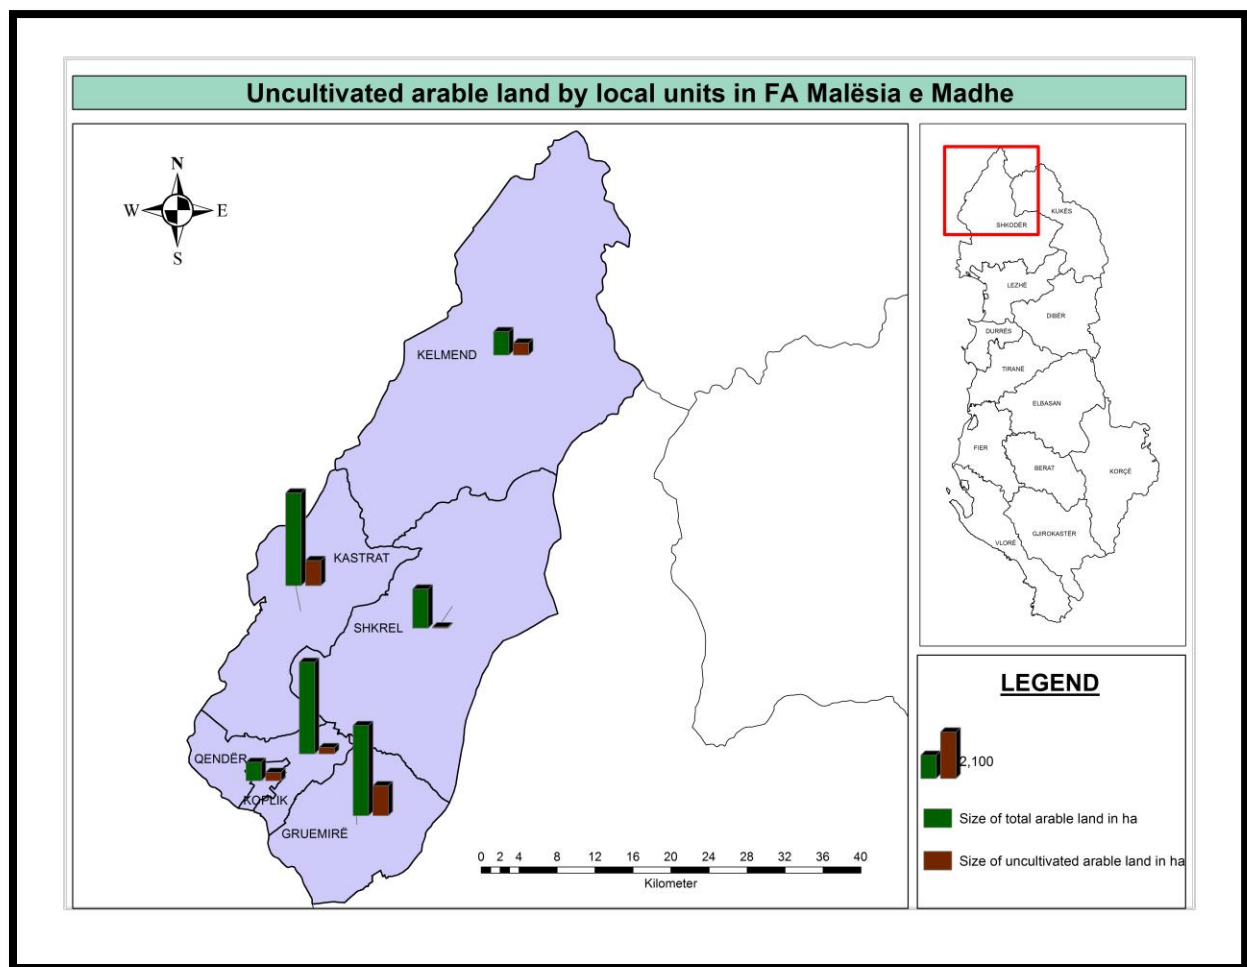 Uncultivated arable land by local units in FA Malësia e Madhe
N
W
E
S
KELMEND
KASTRAT
SHKREL
QENDËR
KOPLIK
GRUEMIRË
0 2 4 8 12 16 20 24 28 32 36 40
Kilometer
KUKËS
SHKODËR
LEZHË
DIBËR
DURRËS
TIRANË
ELBASAN
FIER
BERAT
KORÇË
GJIROKASTËR
VLORË
LEGEND
2,100
Size of total arable land in ha
Size of uncultivated arable land in ha